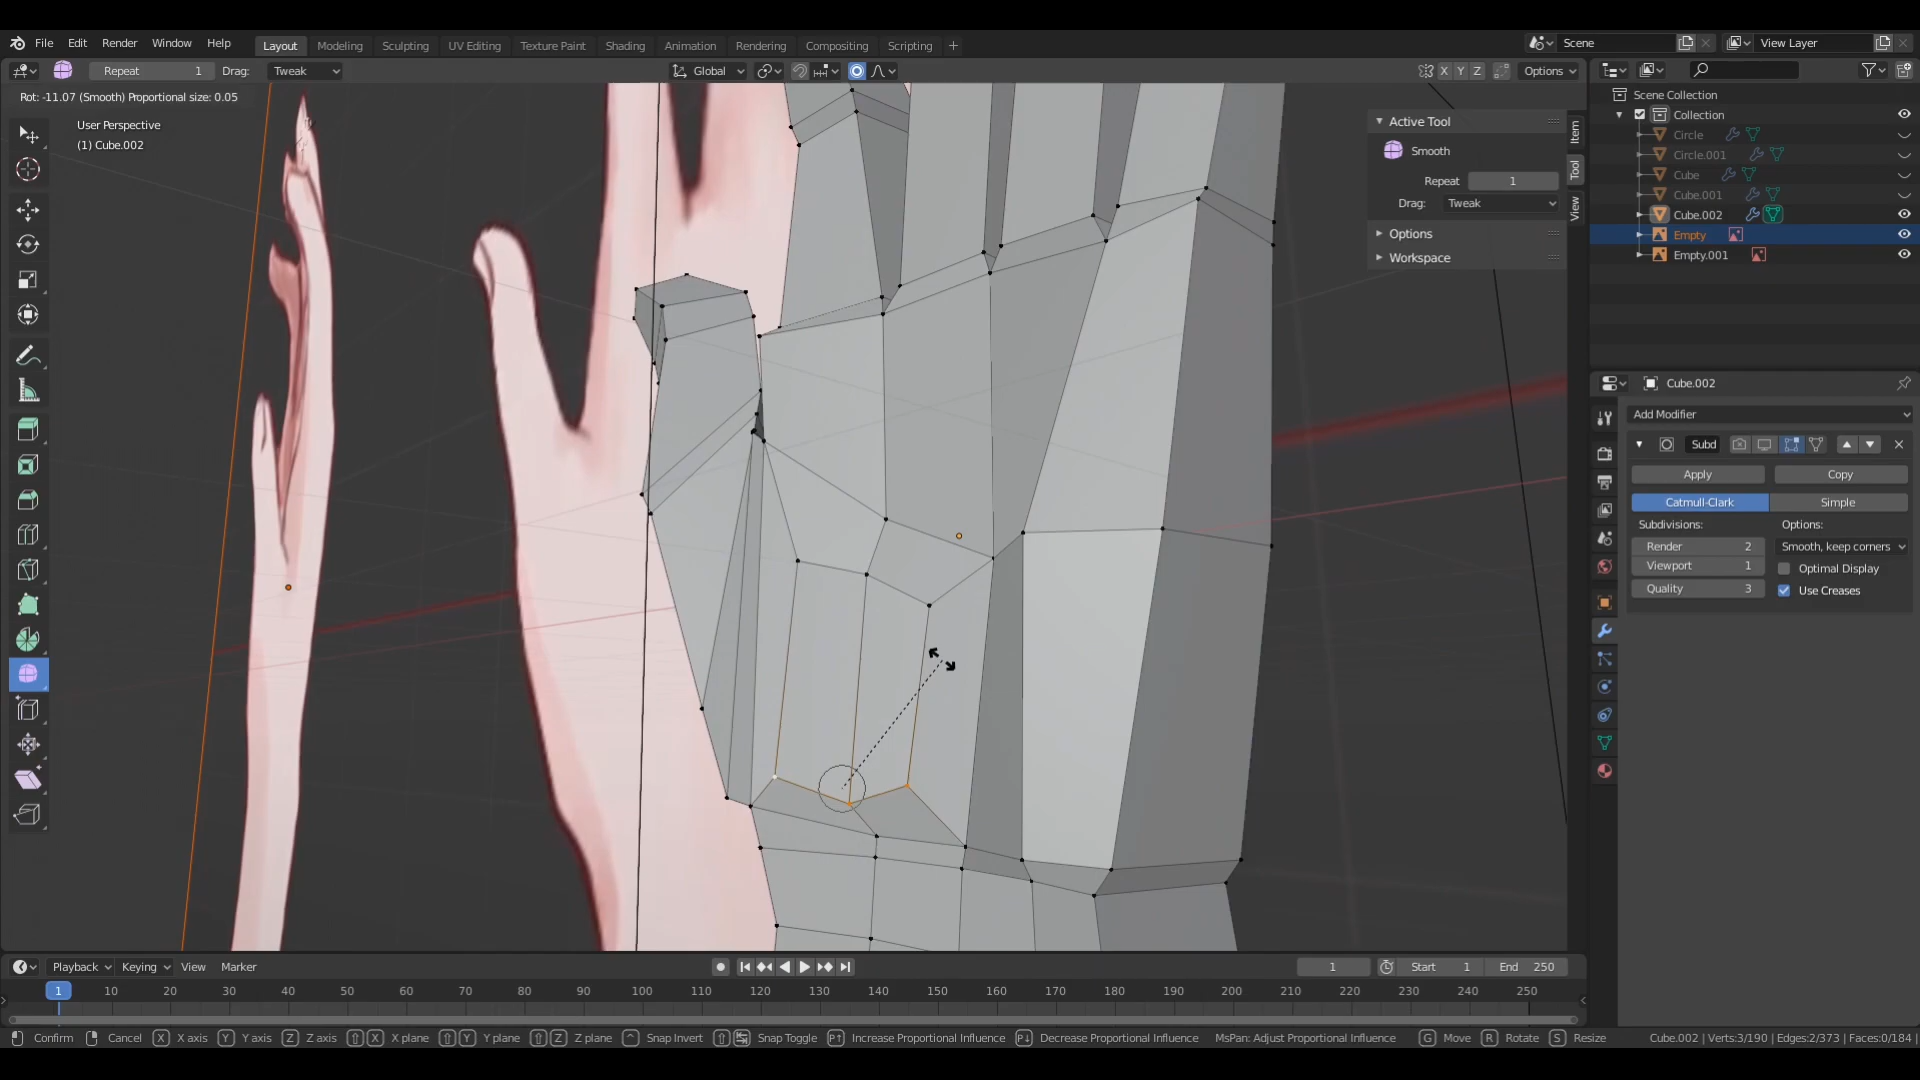 File Edit Render Window Help Layout Modeling Sculpting UV Editing Texture Paint Shading Animation Rendering Compositing Scripting + Scene View Layer
Repeat 1 Drag: Tweak Global X Y Z Options
Rot: -11.07 (Smooth) Proportional size: 0.05
User Perspective
(1) Cube.002
Active Tool
Smooth
Repeat 1
Drag: Tweak
Options
Workspace
Item
Tool
View
Scene Collection
Collection
Circle
Circle.001
Cube
Cube.001
Cube.002
Empty
Empty.001
Cube.002
Add Modifier
Subd
Apply Copy
Catmull-Clark Simple
Subdivisions: Options:
Render 2 Smooth, keep corners
Viewport 1 Optimal Display
Quality 3 Use Creases
Playback Keying View Marker 1 Start 1 End 250
1 10 20 30 40 50 60 70 80 90 100 110 120 130 140 150 160 170 180 190 200 210 220 230 240 250
Confirm Cancel X X axis Y Y axis Z Z axis X X plane Y Y plane Z Z plane Snap Invert Snap Toggle Increase Proportional Influence Decrease Proportional Influence MsPan: Adjust Proportional Influence G Move R Rotate S Resize Cube.002 | Verts:3/190 | Edges:2/373 | Faces:0/184 |